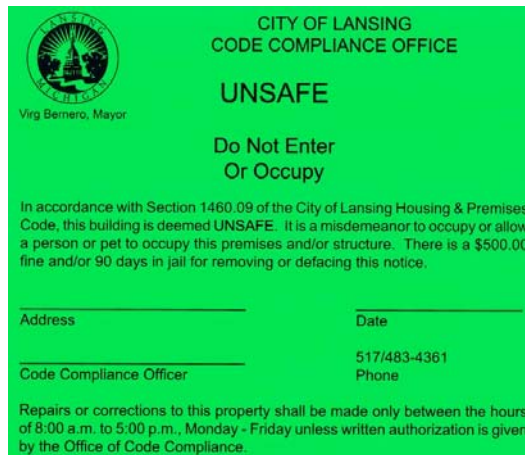 CITY OF LANSING
CODE COMPLIANCE OFFICE
LANSING
MICHIGAN
Virg Bernero, Mayor
UNSAFE
Do Not Enter
Or Occupy
In accordance with Section 1460.09 of the City of Lansing Housing & Premises
Code, this building is deemed UNSAFE. It is a misdemeanor to occupy or allow
a person or pet to occupy this premises and/or structure. There is a $500.00
fine and/or 90 days in jail for removing or defacing this notice.
Address
Date
517/483-4361
Code Compliance Officer
Phone
Repairs or corrections to this property shall be made only between the hours
of 8:00 a.m. to 5:00 p.m., Monday - Friday unless written authorization is given
by the Office of Code Compliance.